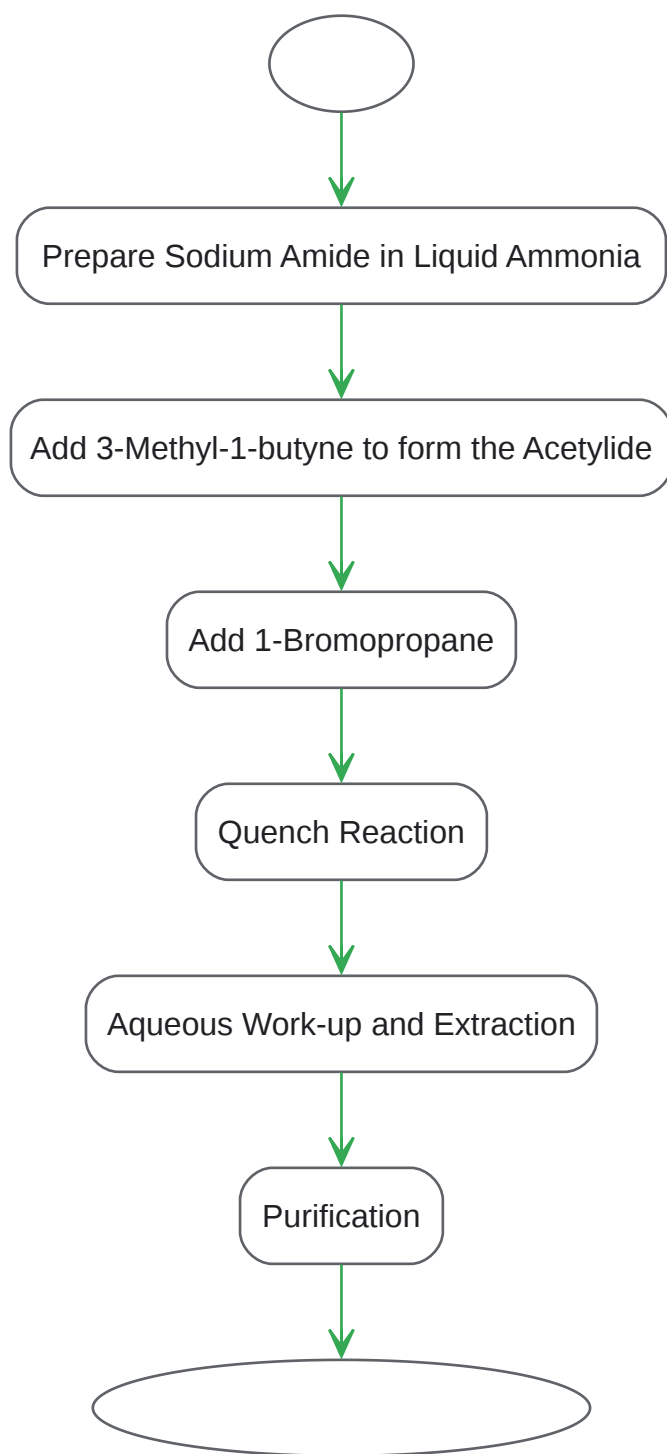 Prepare Sodium Amide in Liquid Ammonia
Add 3-Methyl-1-butyne to form the Acetylide
Add 1-Bromopropane
Quench Reaction
Aqueous Work-up and Extraction
Purification